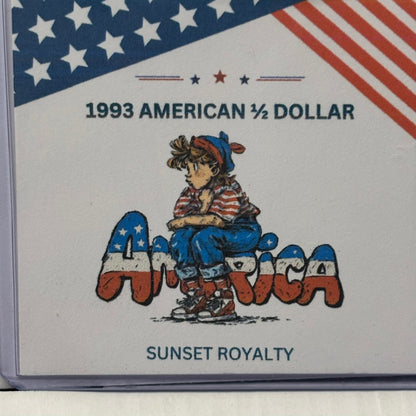 1993 AMERICAN ½ DOLLAR
AMERICA
SUNSET ROYALTY